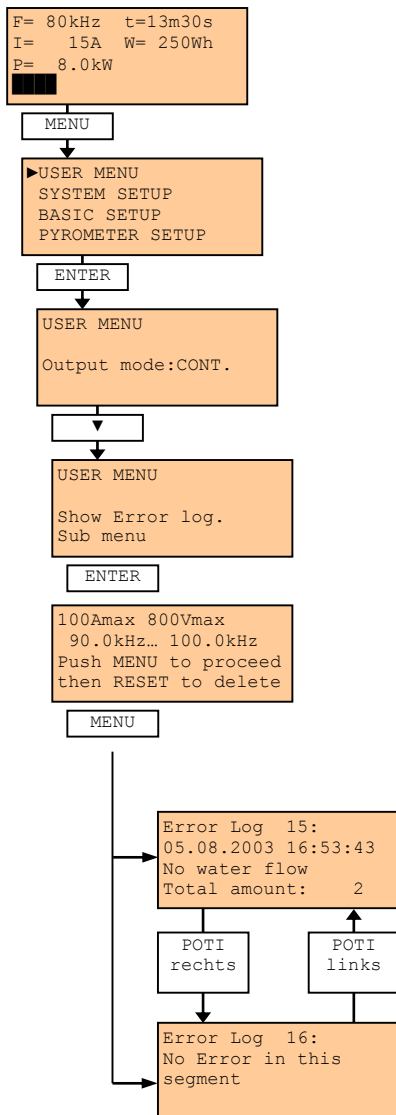 F= 80kHz t=13m30s
I= 15A W= 250Wh
P= 8.0kW
MENU
►USER MENU
SYSTEM SETUP
BASIC SETUP
PYROMETER SETUP
ENTER
USER MENU
Output mode:CONT.
▼
USER MENU
Show Error log.
Sub menu
ENTER
100Amax 800Vmax
90.0kHz… 100.0kHz
Push MENU to proceed
then RESET to delete
MENU
Error Log 15:
05.08.2003 16:53:43
No water flow
Total amount: 2
POTI
rechts
POTI
links
Error Log 16:
No Error in this
segment